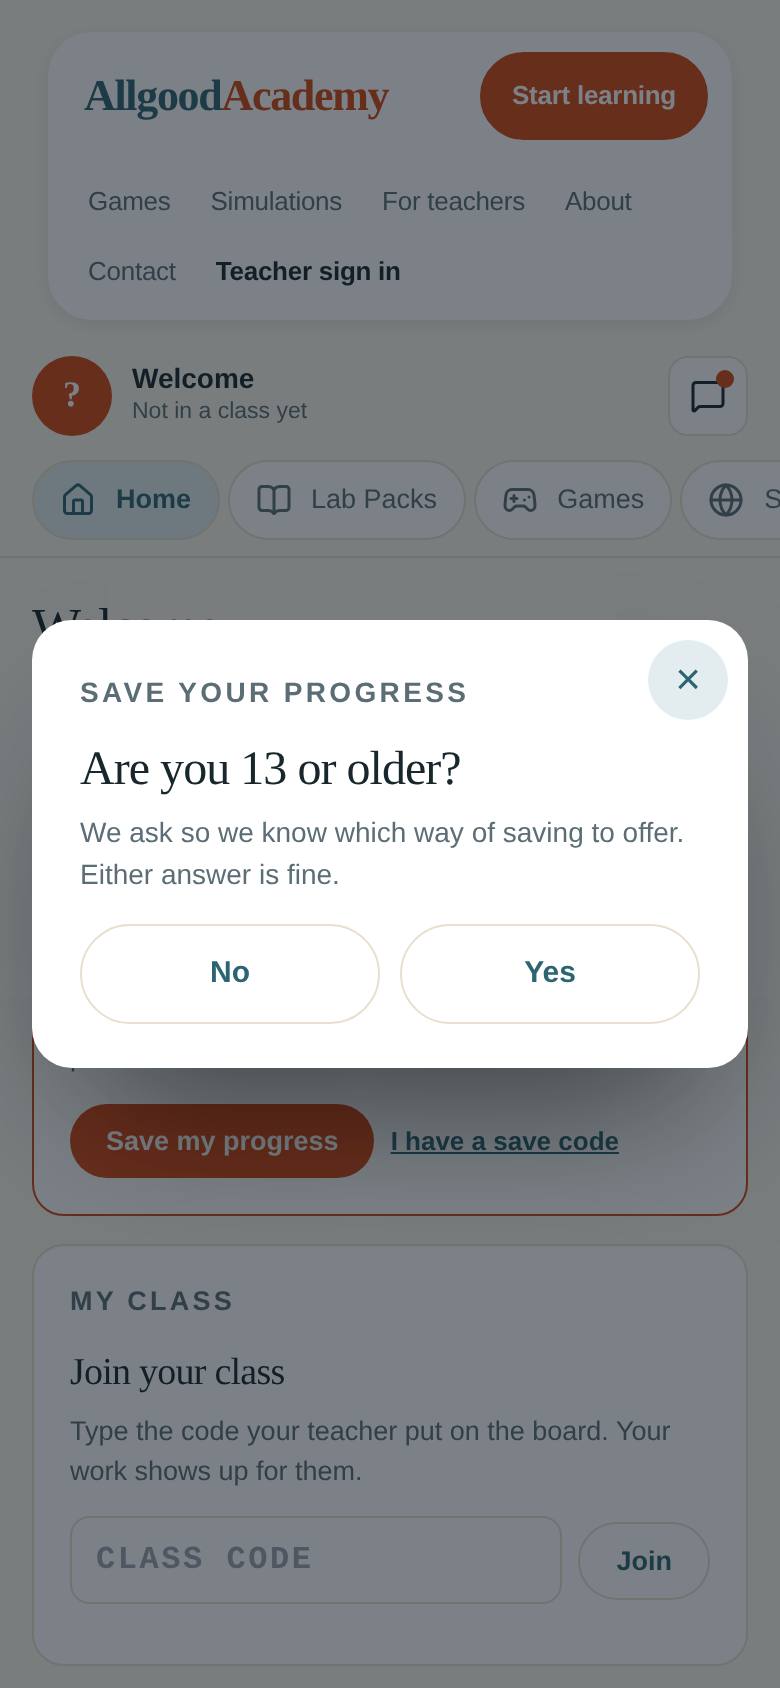 AllgoodAcademy
Start learning
Games Simulations For teachers About
Contact Teacher sign in
?
Welcome
Not in a class yet
Home Lab Packs Games
SAVE YOUR PROGRESS
Are you 13 or older?
We ask so we know which way of saving to offer.
Either answer is fine.
No Yes
Save my progress I have a save code
MY CLASS
Join your class
Type the code your teacher put on the board. Your
work shows up for them.
CLASS CODE Join